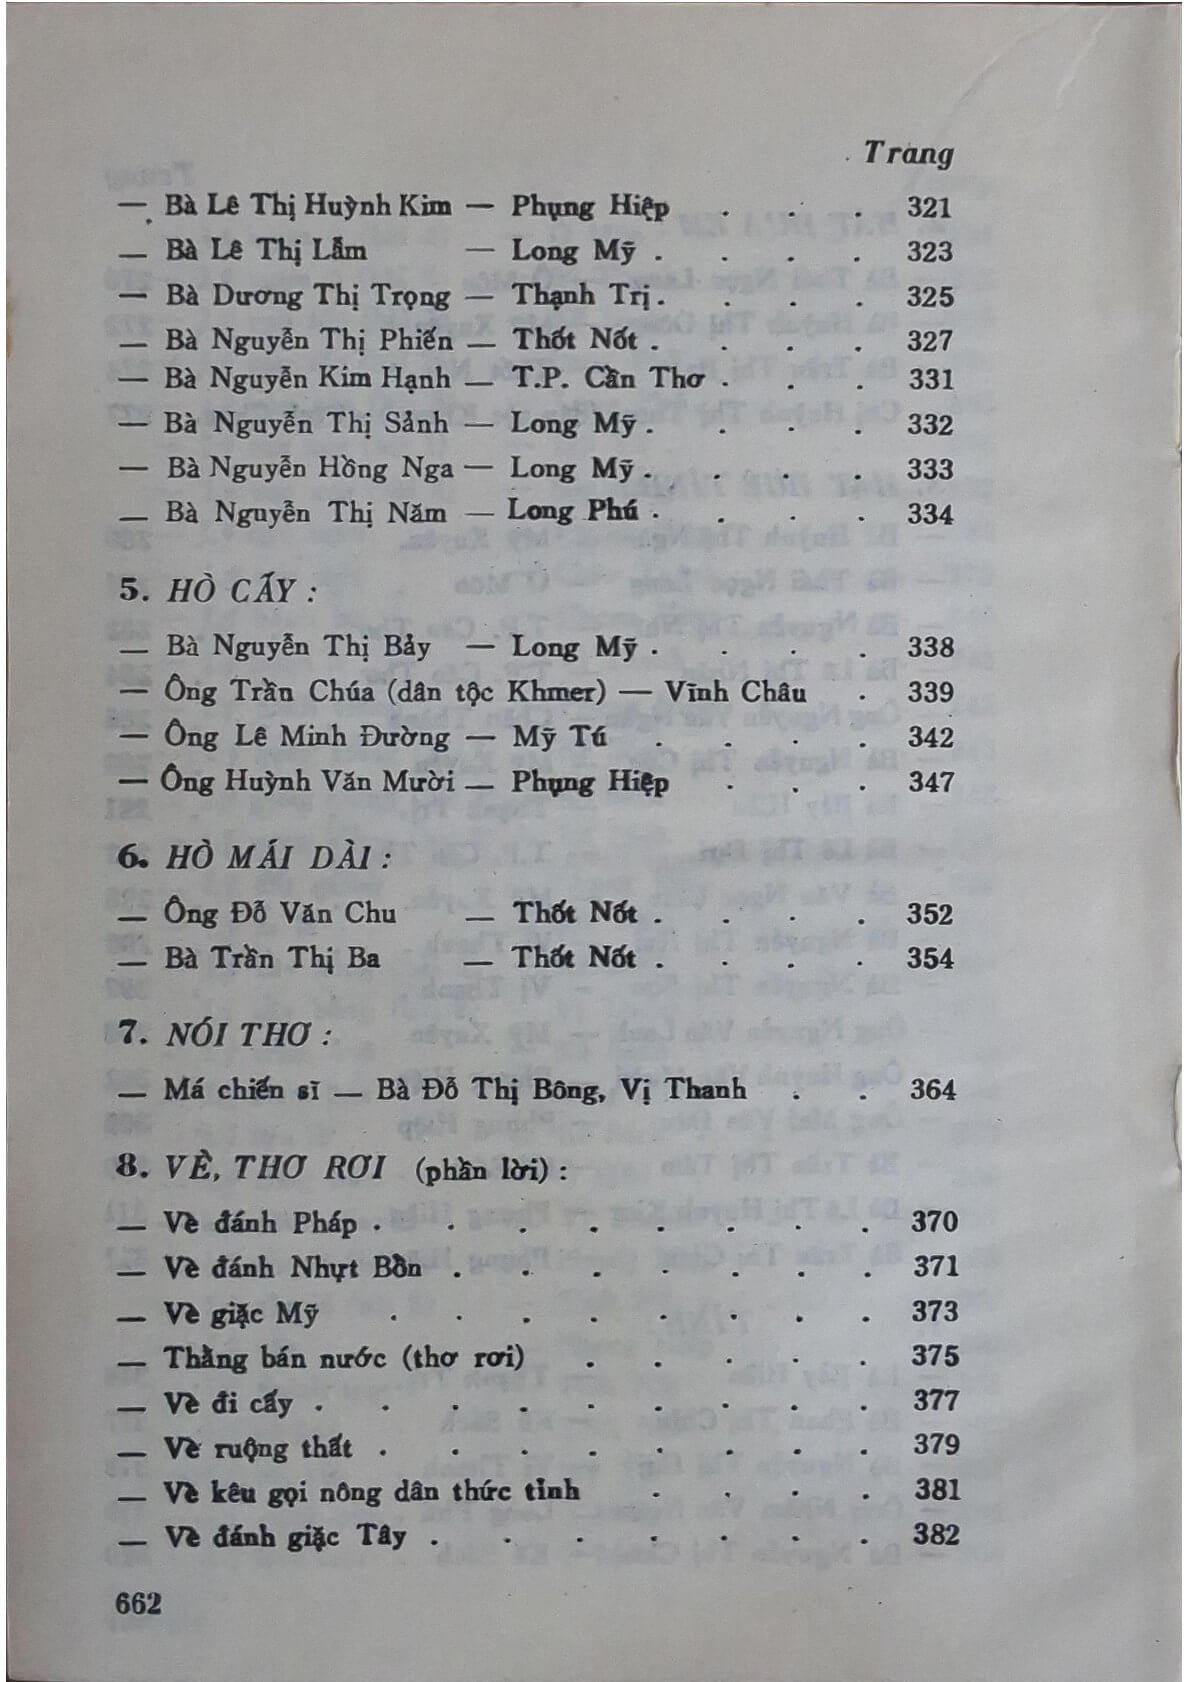 Trang
— Bà Lê Thị Huỳnh Kim — Phụng Hiệp . . . 321
— Bà Lê Thị Lẫm — Long Mỹ . . . . 323
— Bà Dương Thị Trọng — Thạnh Trị . . . . 325
— Bà Nguyễn Thị Phiến — Thốt Nốt . . . . 327
— Bà Nguyễn Kim Hạnh — T.P. Cần Thơ . . . 331
— Bà Nguyễn Thị Sảnh — Long Mỹ . . . . 332
— Bà Nguyễn Hồng Nga — Long Mỹ . . . . 333
— Bà Nguyễn Thị Năm — Long Phú . . . . 334
5. HÒ CẤY :
— Bà Nguyễn Thị Bảy — Long Mỹ . . . . 338
— Ông Trần Chúa (dân tộc Khmer) — Vĩnh Châu . 339
— Ông Lê Minh Đường — Mỹ Tú . . . . 342
— Ông Huỳnh Văn Mười — Phụng Hiệp . . . 347
6. HÒ MÁI DÀI :
— Ông Đỗ Văn Chu — Thốt Nốt . . . . 352
— Bà Trần Thị Ba — Thốt Nốt . . . . 354
7. NÓI THƠ :
— Má chiến sĩ — Bà Đỗ Thị Bông, Vị Thanh . . 364
8. VÈ, THƠ RƠI (phần lời) :
— Vè đánh Pháp . . . . . . . . 370
— Vè đánh Nhựt Bồn . . . . . . . 371
— Vè giặc Mỹ . . . . . . . . 373
— Thằng bán nước (thơ rơi) . . . . . 375
— Vè đi cấy . . . . . . . . . 377
— Vè ruộng thất . . . . . . . . 379
— Vè kêu gọi nông dân thức tỉnh . . . . 381
— Vè đánh giặc Tây . . . . . . . 382
662